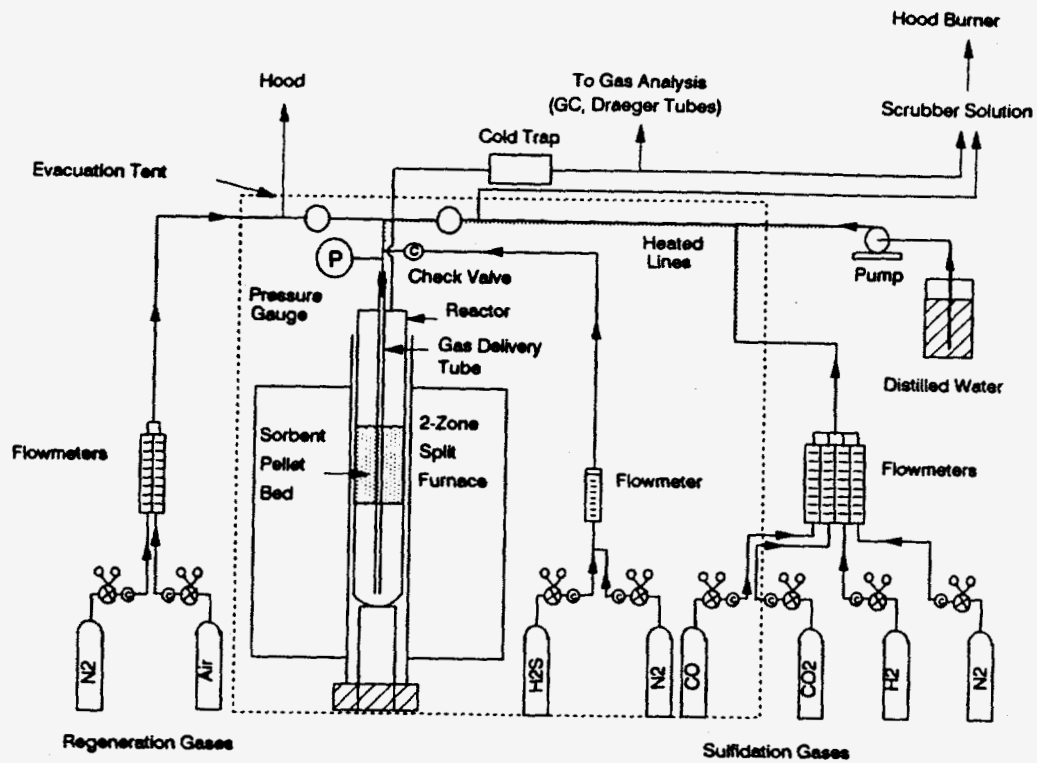 Hood Burner
Hood
To Gas Analysis
(GC, Draeger Tubes)
Scrubber Solution
Cold Trap
Evacuation Tent
P
C
Check Valve
Heated
Lines
Pump
Pressure
Gauge
Reactor
Gas Delivery
Tube
Distilled Water
2-Zone
Split
Furnace
Sorbent
Pellet
Bed
Flowmeters
Flowmeter
Flowmeters
C
C
C
C
C
C
C
C
N2
Air
H2S
N2
CO
CO2
H2
N2
Regeneration Gases
Sulfidation Gases